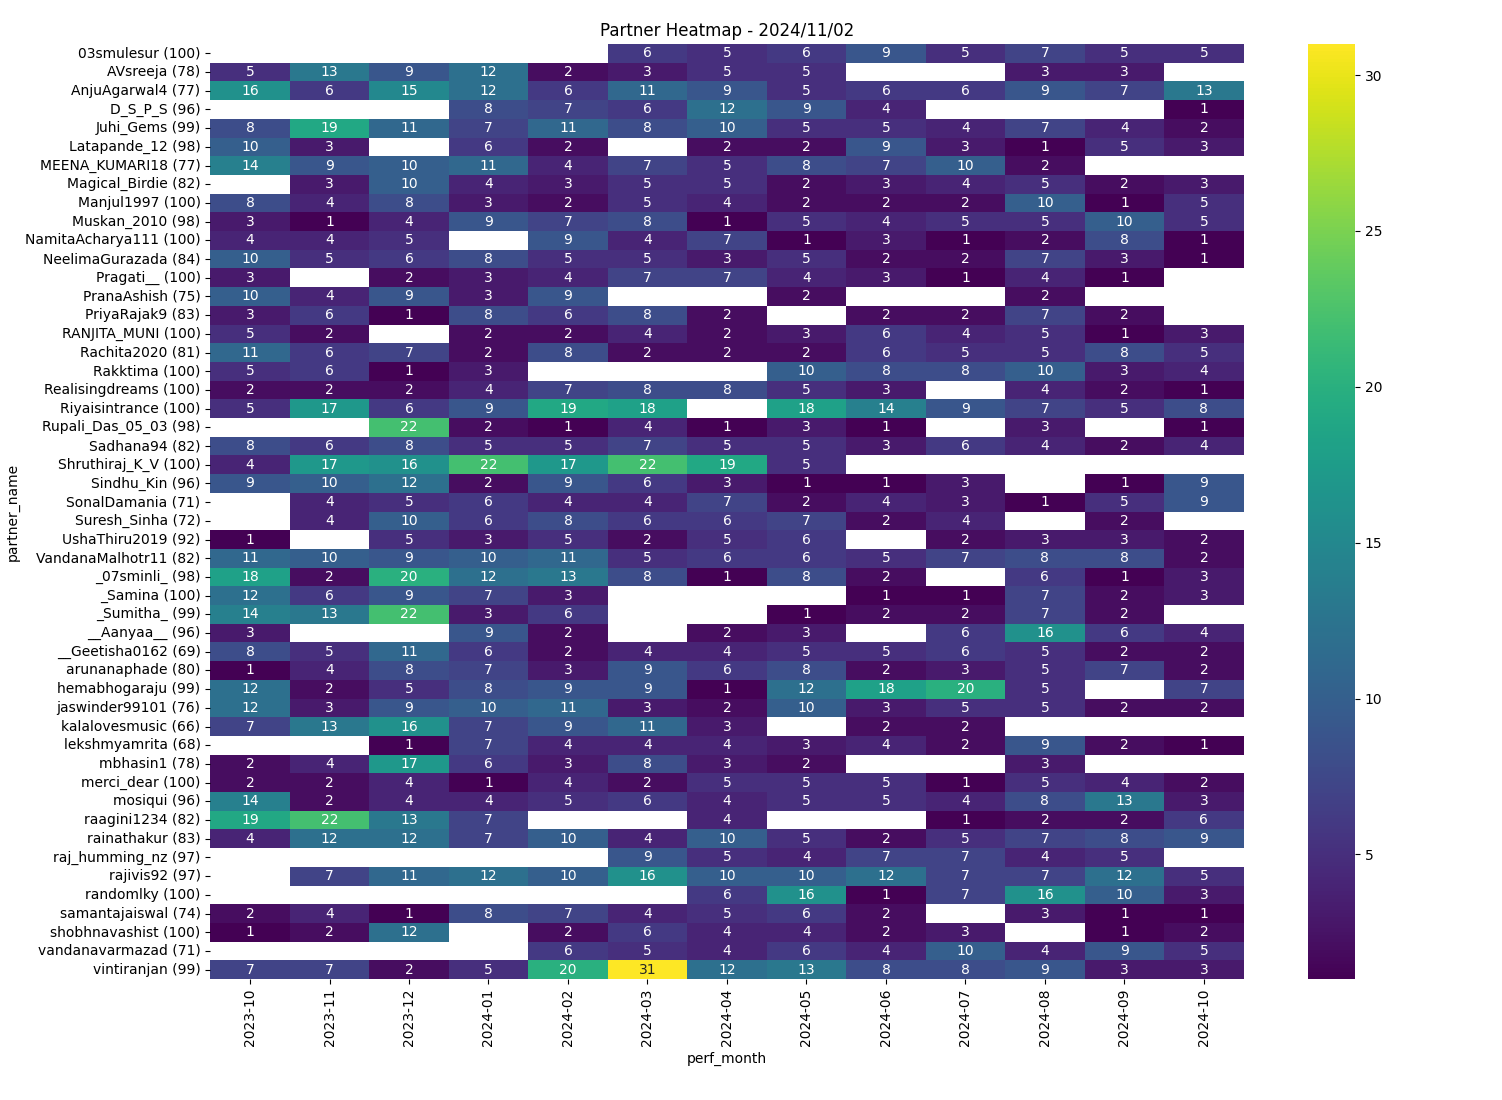 Partner Heatmap - 2024/11/02
03smulesur (100) 6 5 6 9 5 7 5 5
AVsreeja (78) 5 13 9 12 2 3 5 5 3 3
AnjuAgarwal4 (77) 16 6 15 12 6 11 9 5 6 6 9 7 13
D_S_P_S (96) 8 7 6 12 9 4 1
Juhi_Gems (99) 8 19 11 7 11 8 10 5 5 4 7 4 2
Latapande_12 (98) 10 3 6 2 2 2 9 3 1 5 3
MEENA_KUMARI18 (77) 14 9 10 11 4 7 5 8 7 10 2
Magical_Birdie (82) 3 10 4 3 5 5 2 3 4 5 2 3
Manjul1997 (100) 8 4 8 3 2 5 4 2 2 2 10 1 5
Muskan_2010 (98) 3 1 4 9 7 8 1 5 4 5 5 10 5
NamitaAcharya111 (100) 4 4 5 9 4 7 1 3 1 2 8 1
NeelimaGurazada (84) 10 5 6 8 5 5 3 5 2 2 7 3 1
Pragati__ (100) 3 2 3 4 7 7 4 3 1 4 1
PranaAshish (75) 10 4 9 3 9 2 2
PriyaRajak9 (83) 3 6 1 8 6 8 2 2 2 7 2
RANJITA_MUNI (100) 5 2 2 2 4 2 3 6 4 5 1 3
Rachita2020 (81) 11 6 7 2 8 2 2 2 6 5 5 8 5
Rakktima (100) 5 6 1 3 10 8 8 10 3 4
Realisingdreams (100) 2 2 2 4 7 8 8 5 3 4 2 1
Riyaisintrance (100) 5 17 6 9 19 18 18 14 9 7 5 8
Rupali_Das_05_03 (98) 22 2 1 4 1 3 1 3 1
Sadhana94 (82) 8 6 8 5 5 7 5 5 3 6 4 2 4
Shruthiraj_K_V (100) 4 17 16 22 17 22 19 5
Sindhu_Kin (96) 9 10 12 2 9 6 3 1 1 3 1 9
SonalDamania (71) 4 5 6 4 4 7 2 4 3 1 5 9
Suresh_Sinha (72) 4 10 6 8 6 6 7 2 4 2
UshaThiru2019 (92) 1 5 3 5 2 5 6 2 3 3 2
VandanaMalhotr11 (82) 11 10 9 10 11 5 6 6 5 7 8 8 2
_07sminli_ (98) 18 2 20 12 13 8 1 8 2 6 1 3
_Samina (100) 12 6 9 7 3 1 1 7 2 3
_Sumitha_ (99) 14 13 22 3 6 1 2 2 7 2
__Aanyaa__ (96) 3 9 2 2 3 6 16 6 4
__Geetisha0162 (69) 8 5 11 6 2 4 4 5 5 6 5 2 2
arunanaphade (80) 1 4 8 7 3 9 6 8 2 3 5 7 2
hemabhogaraju (99) 12 2 5 8 9 9 1 12 18 20 5 7
jaswinder99101 (76) 12 3 9 10 11 3 2 10 3 5 5 2 2
kalalovesmusic (66) 7 13 16 7 9 11 3 2 2
lekshmyamrita (68) 1 7 4 4 4 3 4 2 9 2 1
mbhasin1 (78) 2 4 17 6 3 8 3 2 3
merci_dear (100) 2 2 4 1 4 2 5 5 5 1 5 4 2
mosiqui (96) 14 2 4 4 5 6 4 5 5 4 8 13 3
raagini1234 (82) 19 22 13 7 4 1 2 2 6
rainathakur (83) 4 12 12 7 10 4 10 5 2 5 7 8 9
raj_humming_nz (97) 9 5 4 7 7 4 5
rajivis92 (97) 7 11 12 10 16 10 10 12 7 7 12 5
randomlky (100) 6 16 1 7 16 10 3
samantajaiswal (74) 2 4 1 8 7 4 5 6 2 3 1 1
shobhnavashist (100) 1 2 12 2 6 4 4 2 3 1 2
vandanavarmazad (71) 6 5 4 6 4 10 4 9 5
vintiranjan (99) 7 7 2 5 20 31 12 13 8 8 9 3 3
2023-10 2023-11 2023-12 2024-01 2024-02 2024-03 2024-04 2024-05 2024-06 2024-07 2024-08 2024-09 2024-10
perf_month
partner_name
30
25
20
15
10
5